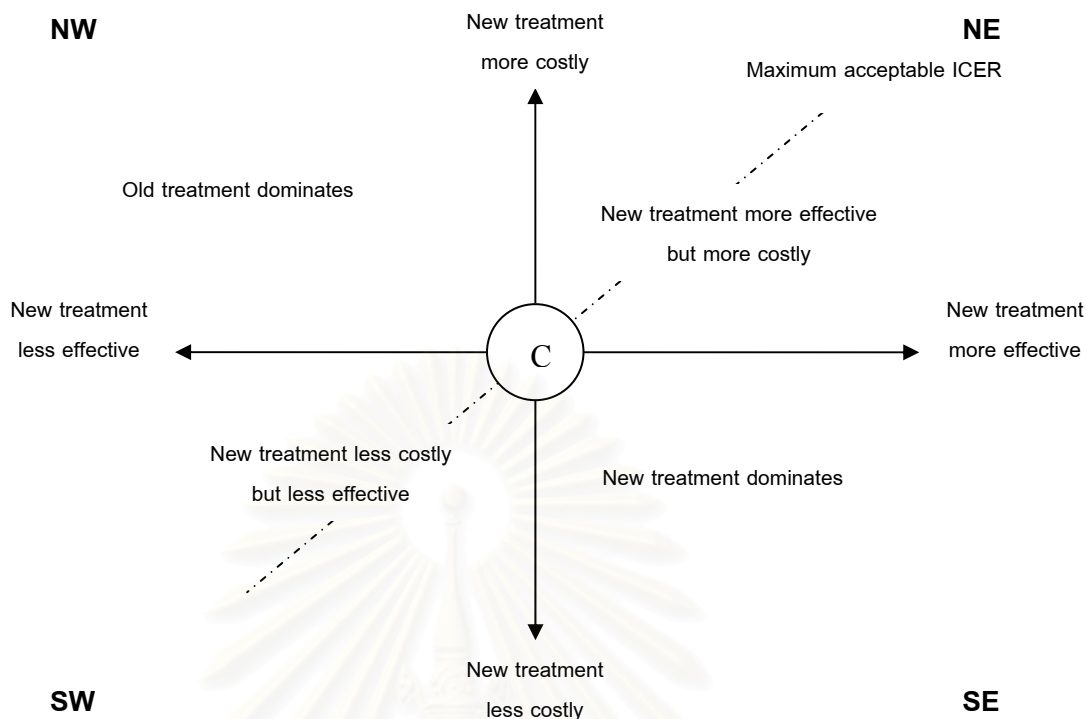 NW
New treatment
more costly
NE
Maximum acceptable ICER
Old treatment dominates
New treatment more effective
but more costly
New treatment
less effective
C
New treatment
more effective
New treatment less costly
but less effective
New treatment dominates
New treatment
less costly
SW
SE